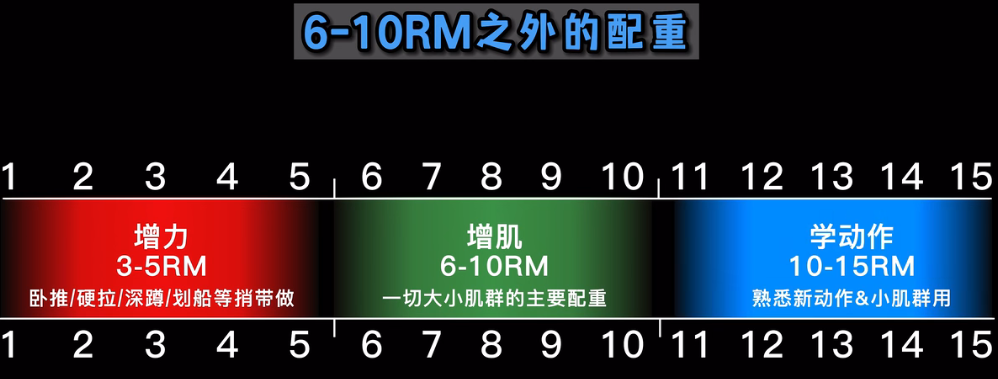 6-10RM之外的配重
1 2 3 4 5 6 7 8 9 10 11 12 13 14 15
增力 增肌 学动作
3-5RM 6-10RM 10-15RM
卧推/硬拉/深蹲/划船等捎带做 一切大小肌群的主要配重 熟悉新动作&小肌群用
1 2 3 4 5 6 7 8 9 10 11 12 13 14 15